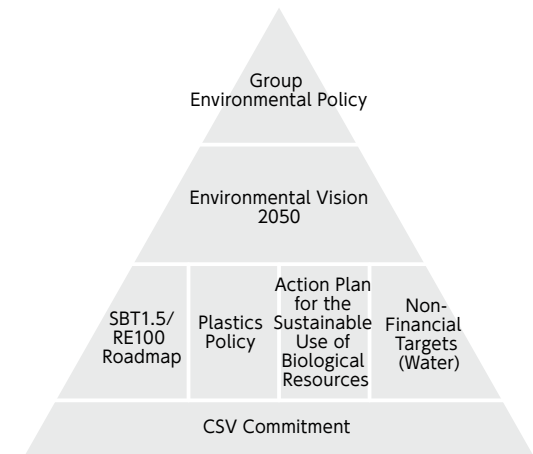 Group
Environmental Policy
Environmental Vision
2050
SBT1.5/
RE100
Roadmap
Plastics
Policy
Action Plan
for the
Sustainable
Use of
Biological
Resources
Non-
Financial
Targets
(Water)
CSV Commitment